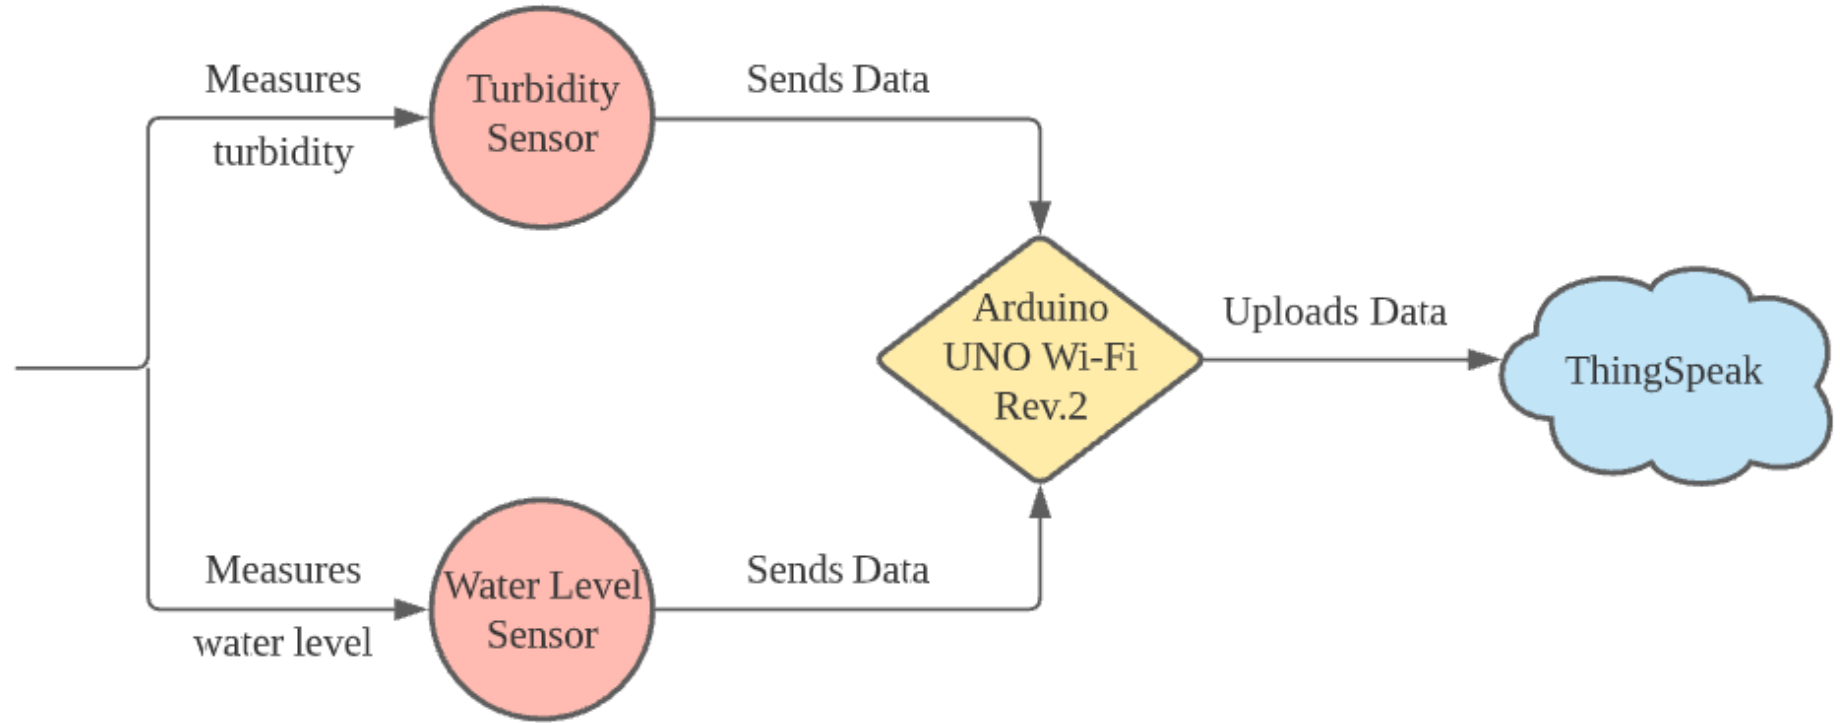 Measures
turbidity
Turbidity
Sensor
Sends Data
Arduino
UNO Wi-Fi
Rev.2
Uploads Data
ThingSpeak
Measures
water level
Water Level
Sensor
Sends Data